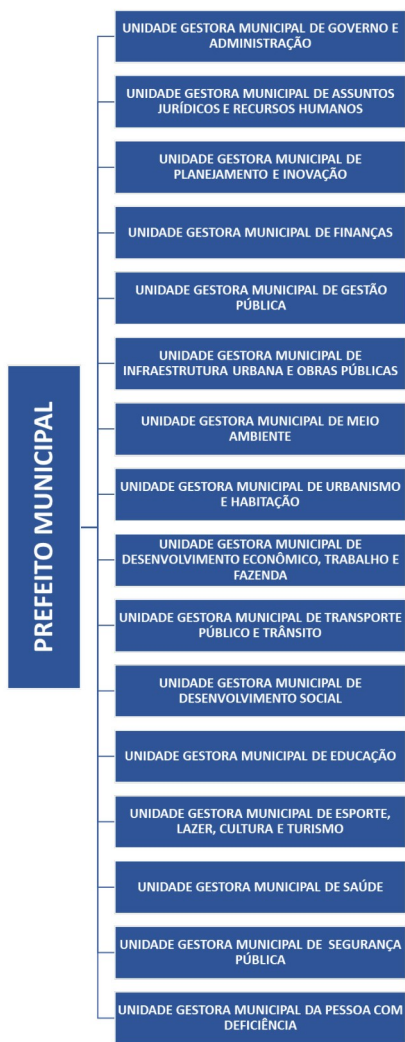 UNIDADE GESTORA MUNICIPAL DE GOVERNO E
ADMINISTRAÇÃO
UNIDADE GESTORA MUNICIPAL DE ASSUNTOS
JURÍDICOS E RECURSOS HUMANOS
UNIDADE GESTORA MUNICIPAL DE
PLANEJAMENTO E INOVAÇÃO
UNIDADE GESTORA MUNICIPAL DE FINANÇAS
UNIDADE GESTORA MUNICIPAL DE GESTÃO
PÚBLICA
UNIDADE GESTORA MUNICIPAL DE
INFRAESTRUTURA URBANA E OBRAS PÚBLICAS
UNIDADE GESTORA MUNICIPAL DE MEIO
AMBIENTE
UNIDADE GESTORA MUNICIPAL DE URBANISMO
E HABITAÇÃO
PREFEITO MUNICIPAL
UNIDADE GESTORA MUNICIPAL DE
DESENVOLVIMENTO ECONÔMICO, TRABALHO E
FAZENDA
UNIDADE GESTORA MUNICIPAL DE TRANSPORTE
PÚBLICO E TRÂNSITO
UNIDADE GESTORA MUNICIPAL DE
DESENVOLVIMENTO SOCIAL
UNIDADE GESTORA MUNICIPAL DE EDUCAÇÃO
UNIDADE GESTORA MUNICIPAL DE ESPORTE,
LAZER, CULTURA E TURISMO
UNIDADE GESTORA MUNICIPAL DE SAÚDE
UNIDADE GESTORA MUNICIPAL DE SEGURANÇA
PÚBLICA
UNIDADE GESTORA MUNICIPAL DA PESSOA COM
DEFICIÊNCIA